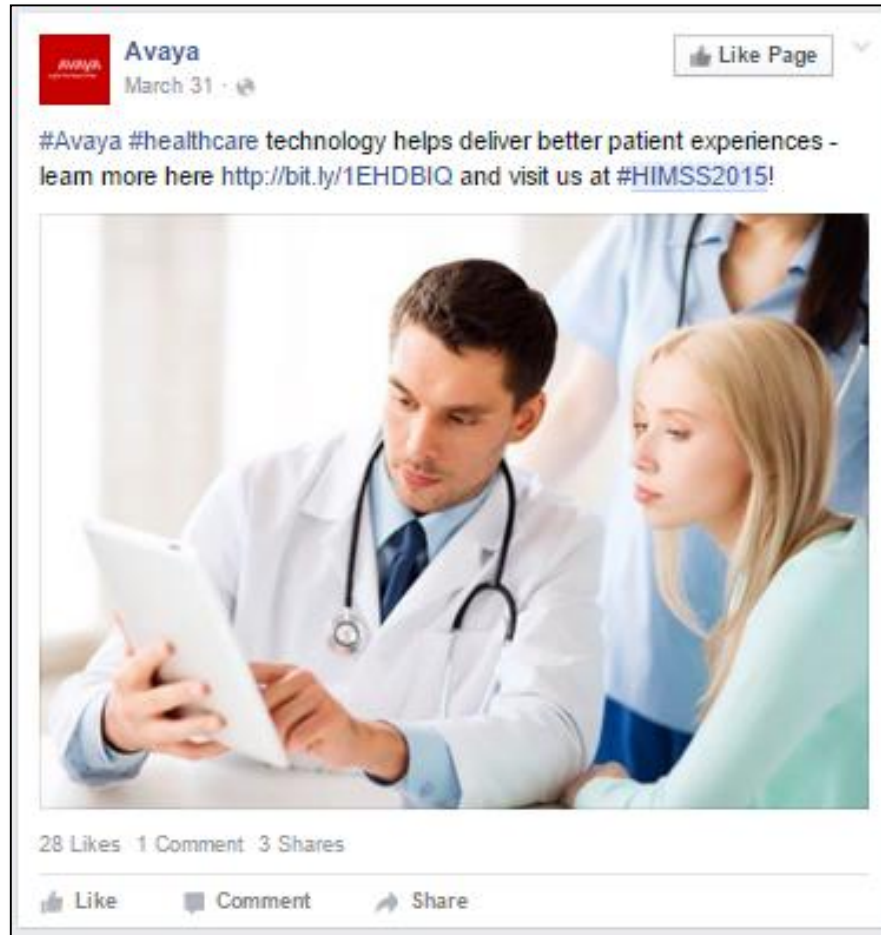 AVAYA
Avaya
Like Page
March 31 ·
#Avaya #healthcare technology helps deliver better patient experiences -
learn more here http://bit.ly/1EHDBIQ and visit us at #HIMSS2015!
28 Likes 1 Comment 3 Shares
Like Comment Share